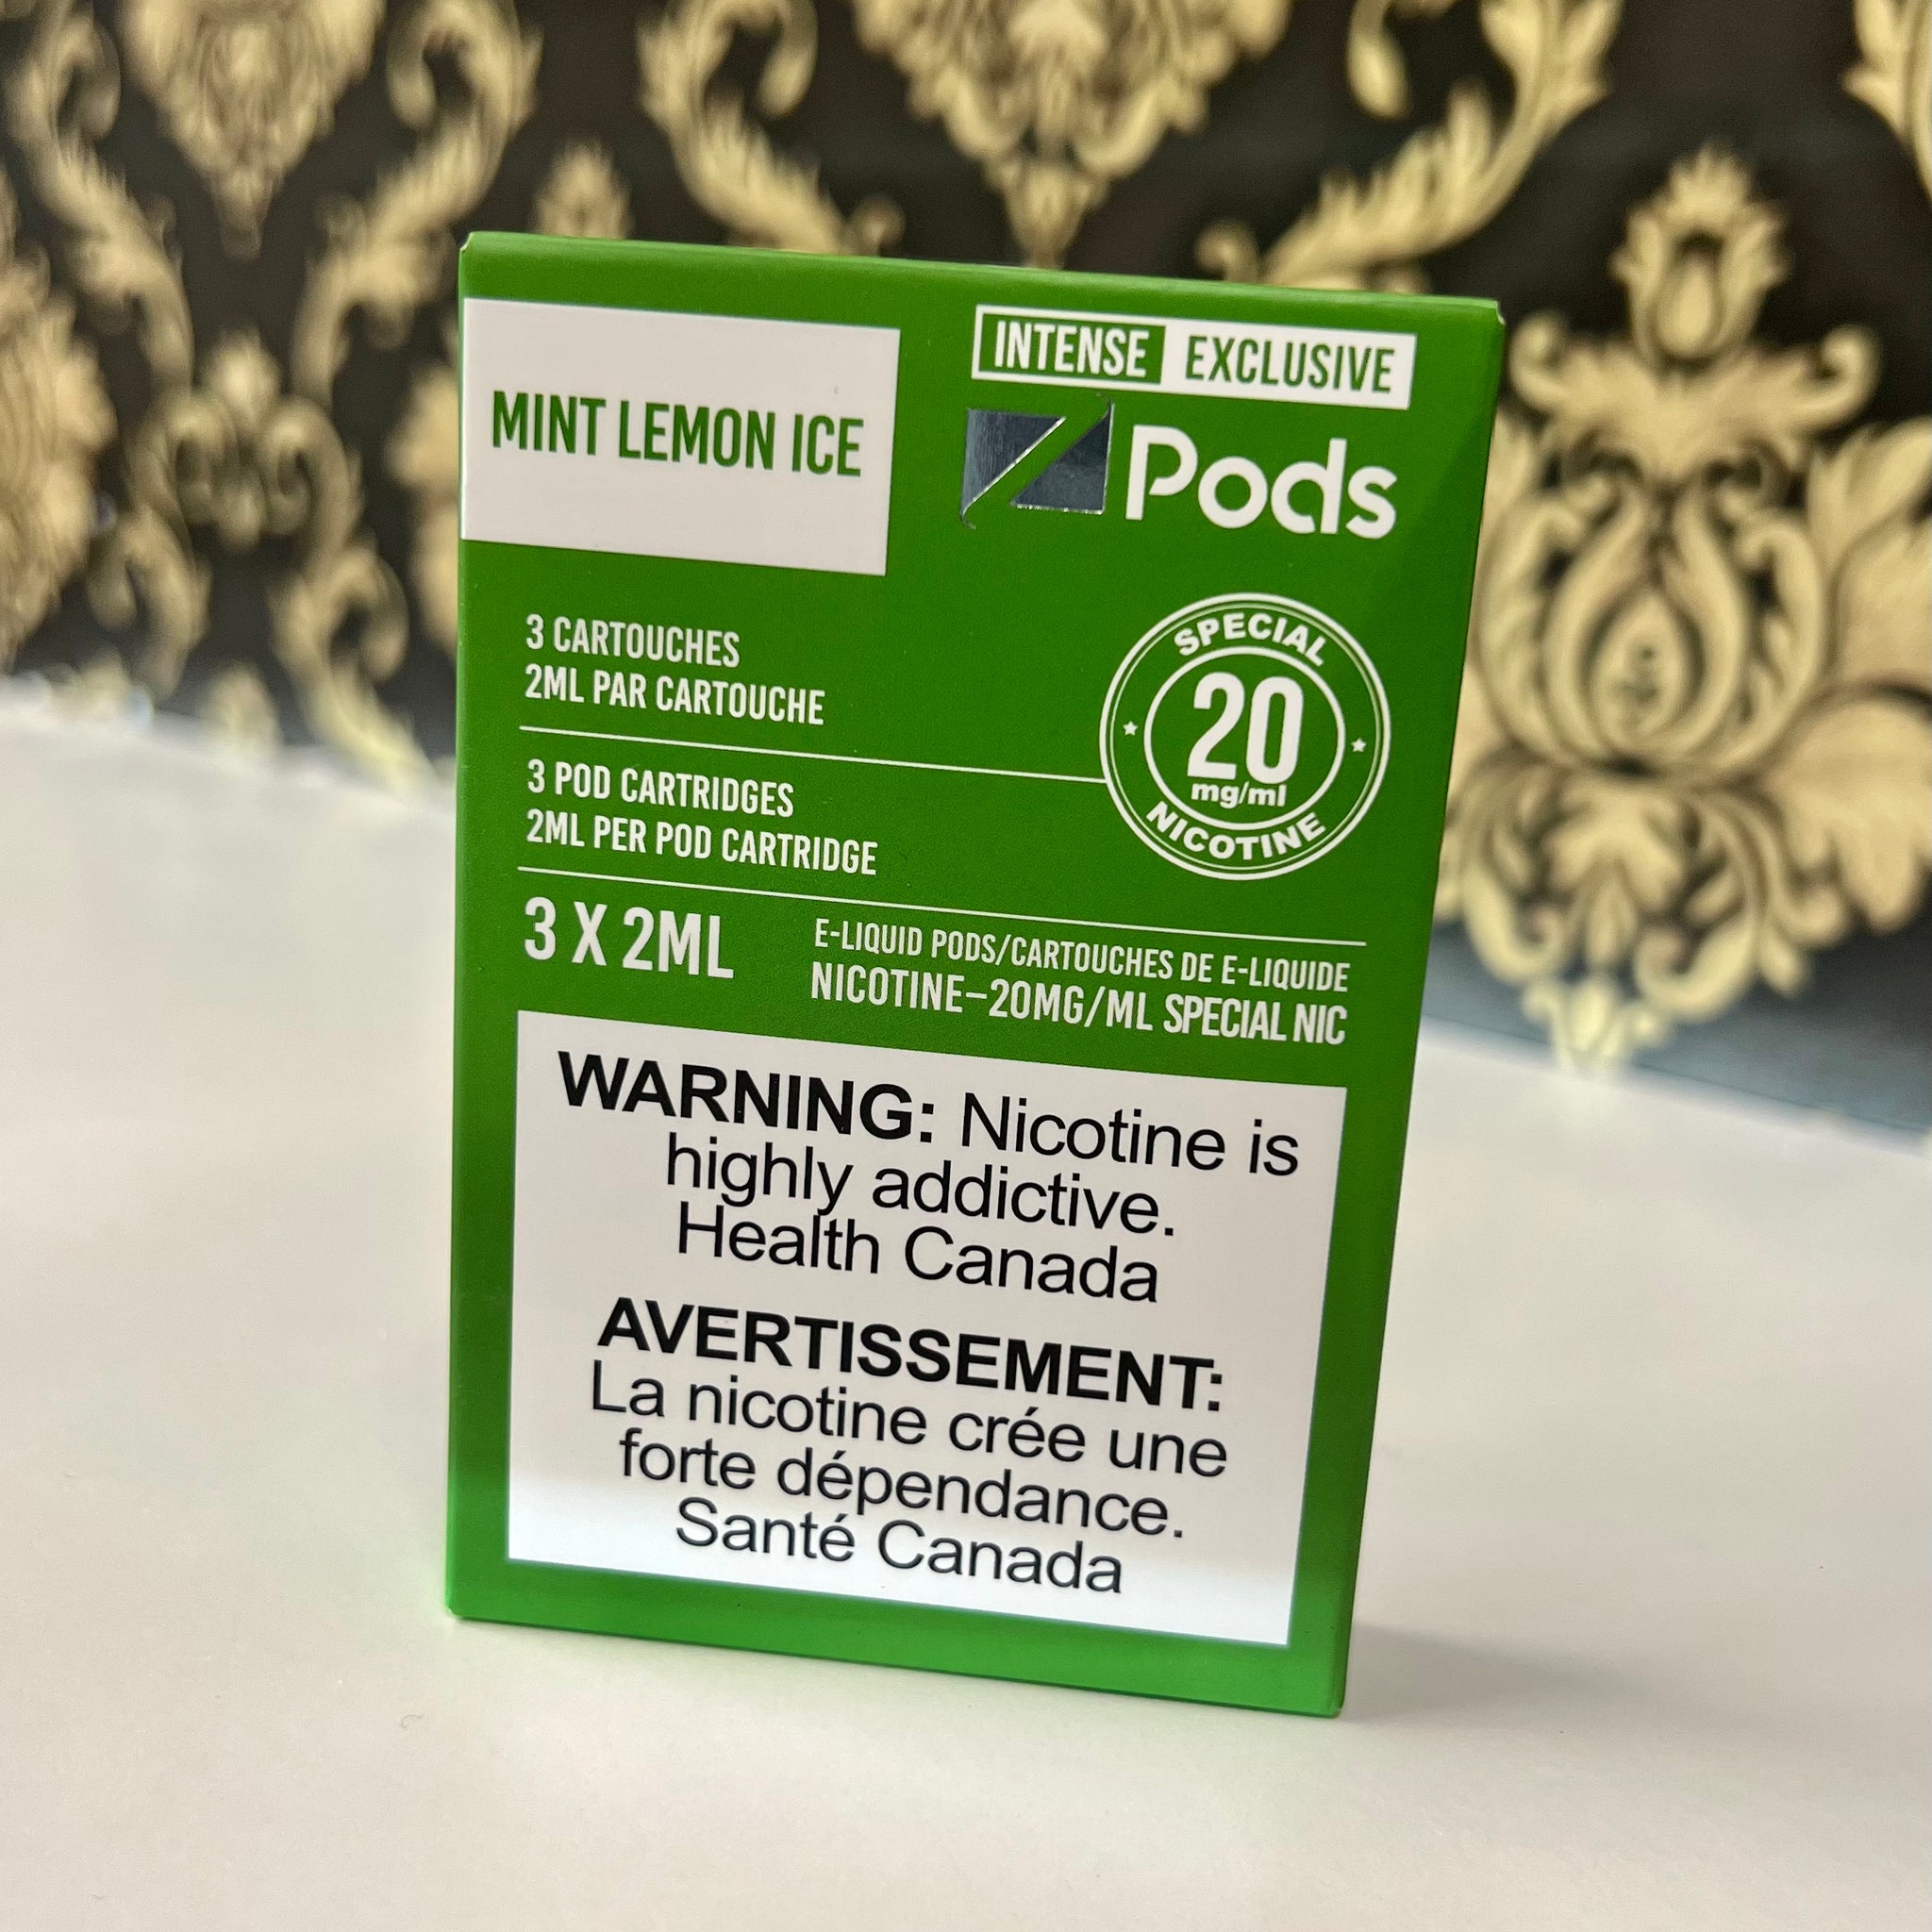 MINT LEMON ICE
INTENSE EXCLUSIVE
Z Pods
3 CARTOUCHES
2ML PAR CARTOUCHE
3 POD CARTRIDGES
2ML PER POD CARTRIDGE
SPECIAL
20
mg/ml
NICOTINE
3 X 2ML
E-LIQUID PODS/CARTOUCHES DE E-LIQUIDE
NICOTINE-20MG/ML SPECIAL NIC
WARNING: Nicotine is
highly addictive.
Health Canada
AVERTISSEMENT:
La nicotine crée une
forte dépendance.
Santé Canada